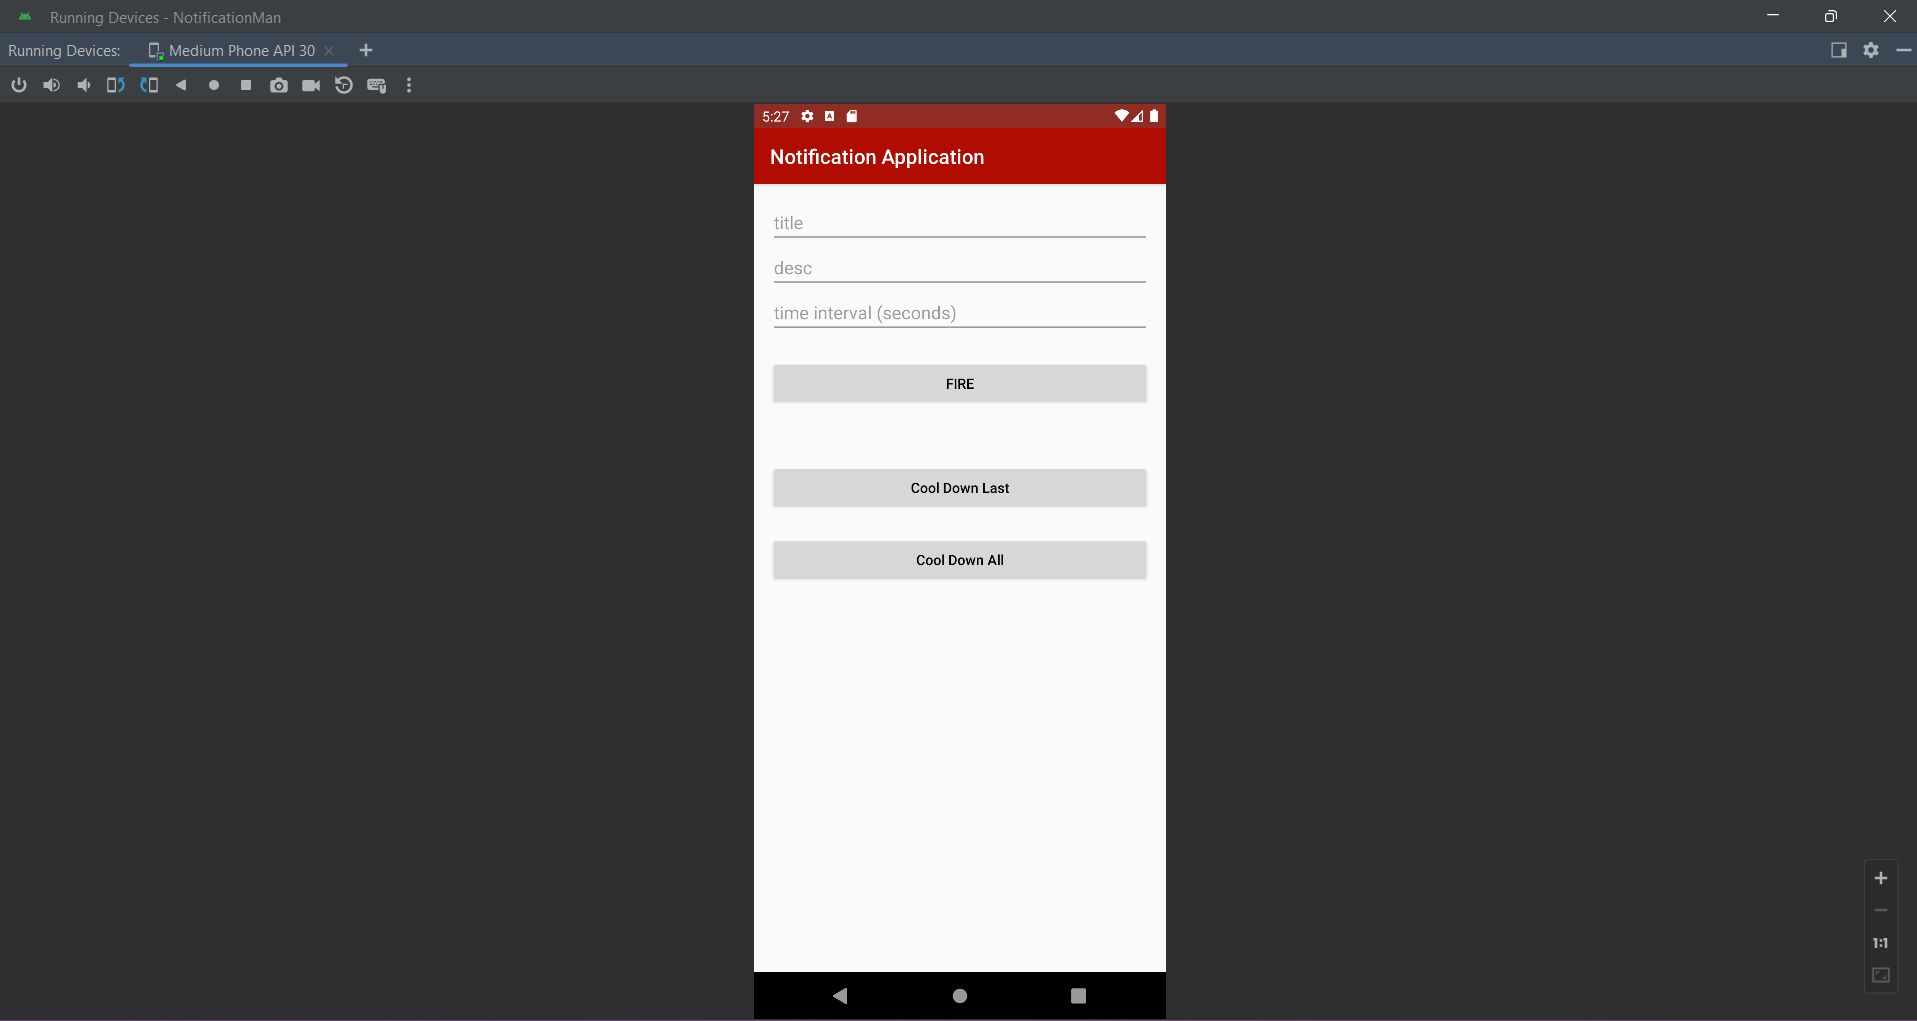 Running Devices - NotificationMan
Running Devices:
Medium Phone API 30
5:27
Notification Application
title
desc
time interval (seconds)
FIRE
Cool Down Last
Cool Down All
1:1